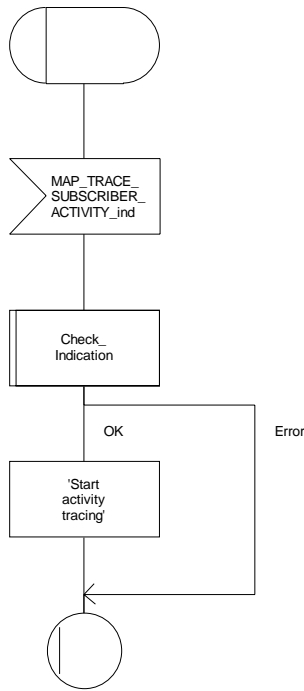 MAP_TRACE_
SUBSCRIBER_
ACTIVITY_ind
Check_
Indication
OK
Error
'Start
activity
tracing'